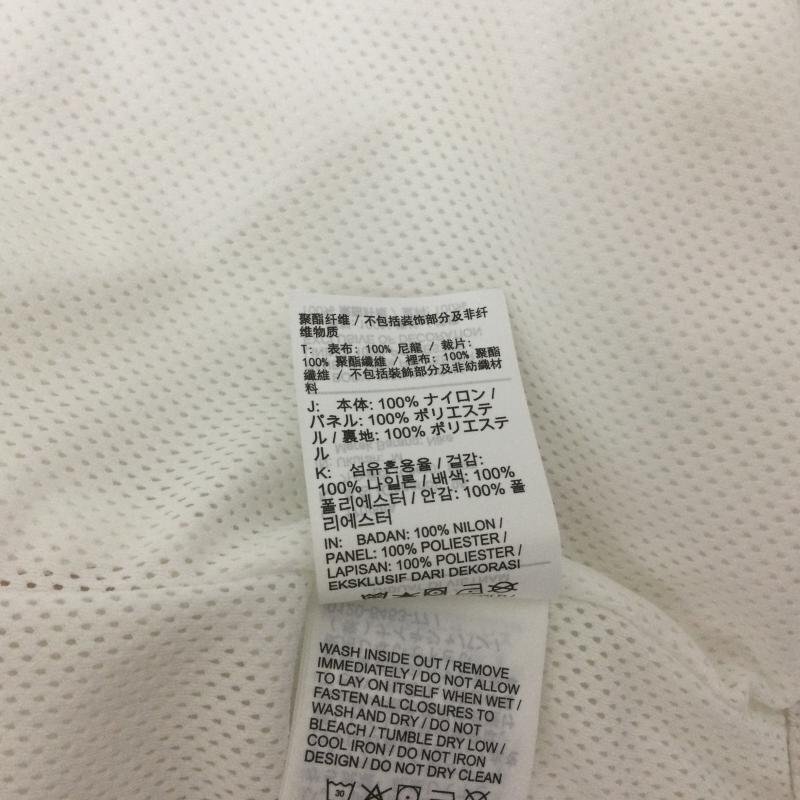 聚酯纤维 / 不包括装饰部分及非纤
维物质
T: 表布: 100% 尼龍 / 裁片:
100% 聚酯纖維 / 裡布: 100% 聚酯
纖維 / 不包括裝飾部分及非紡織材
料
J: 本体: 100% ナイロン /
パネル: 100% ポリエステ
ル / 裏地: 100% ポリエステ
ル
K: 섬유혼용율 / 겉감:
100% 나일론 / 배색: 100%
폴리에스터 / 안감: 100% 폴
리에스터
IN: BADAN: 100% NILON /
PANEL: 100% POLIESTER /
LAPISAN: 100% POLIESTER /
EKSKLUSIF DARI DEKORASI
WASH INSIDE OUT / REMOVE
IMMEDIATELY / DO NOT ALLOW
TO LAY ON ITSELF WHEN WET /
FASTEN ALL CLOSURES TO
WASH AND DRY / DO NOT
BLEACH / TUMBLE DRY LOW /
COOL IRON / DO NOT IRON
DESIGN / DO NOT DRY CLEAN
30